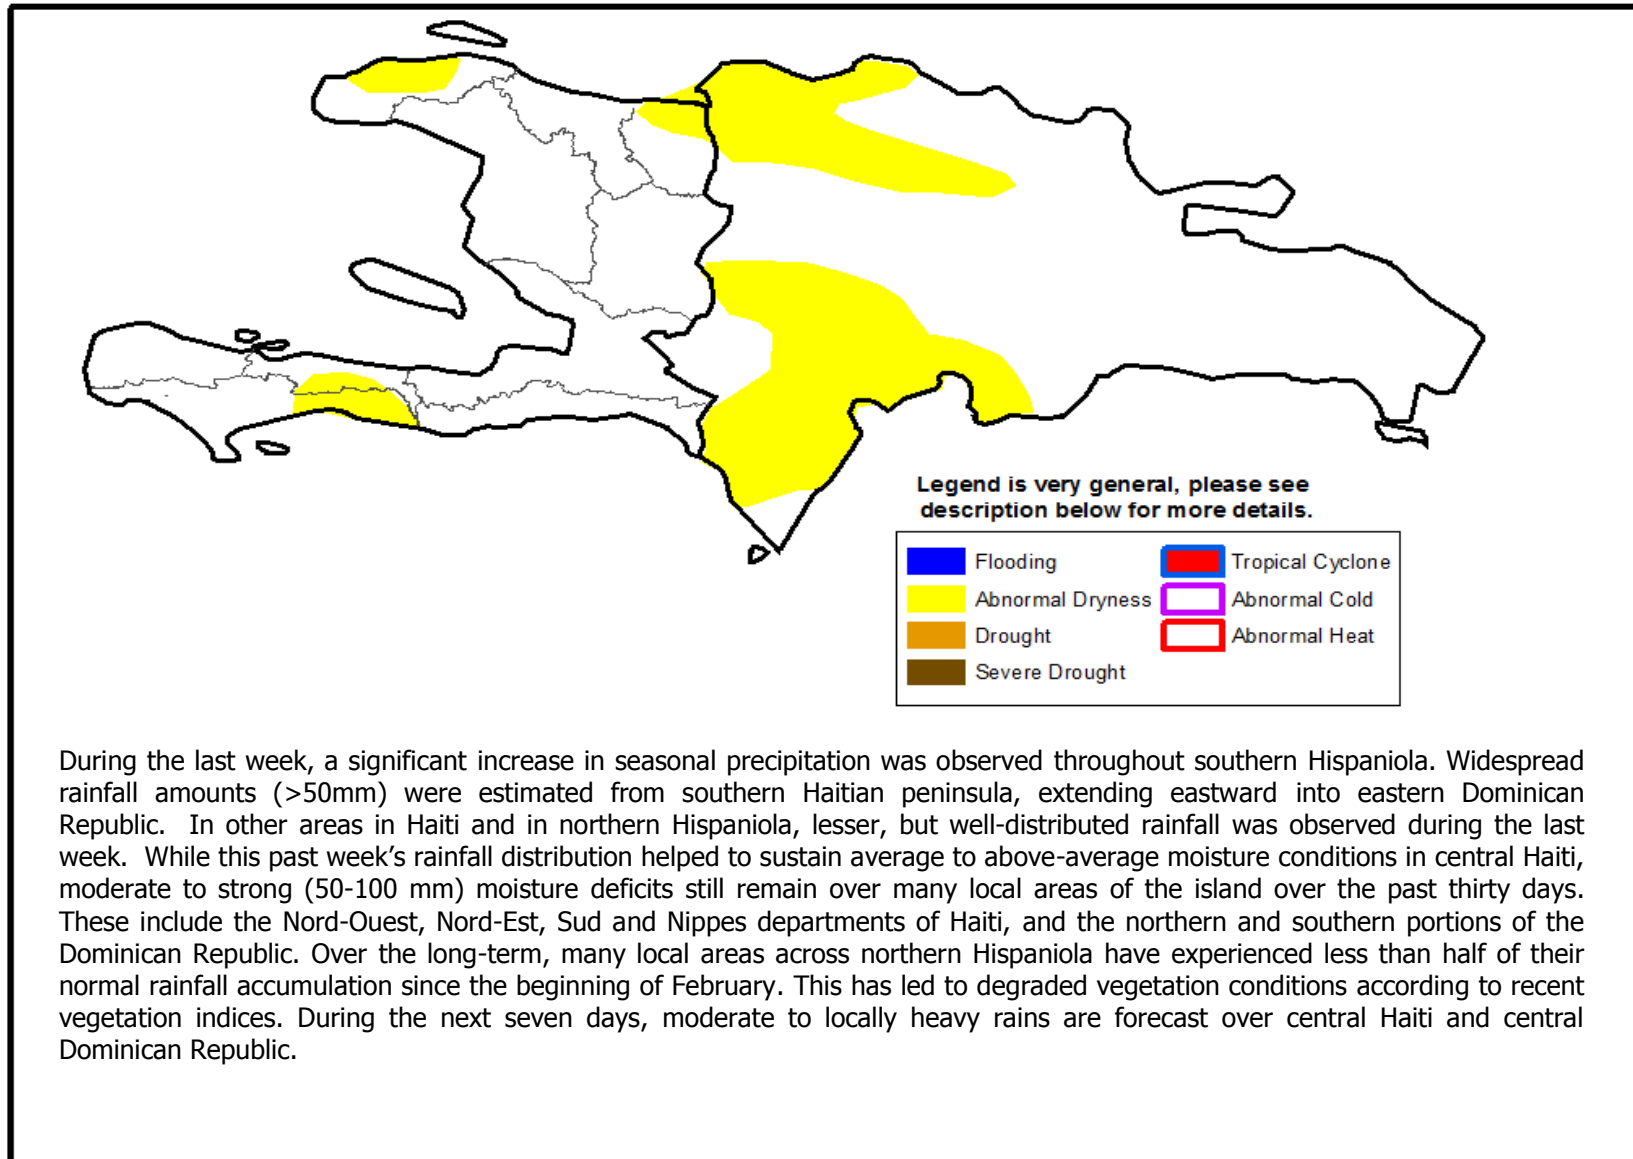 Legend is very general, please see
description below for more details.
Flooding
Tropical Cyclone
Abnormal Dryness
Abnormal Cold
Drought
Abnormal Heat
Severe Drought
During the last week, a significant increase in seasonal precipitation was observed throughout southern Hispaniola. Widespread
rainfall amounts (>50mm) were estimated from southern Haitian peninsula, extending eastward into eastern Dominican
Republic. In other areas in Haiti and in northern Hispaniola, lesser, but well-distributed rainfall was observed during the last
week. While this past week’s rainfall distribution helped to sustain average to above-average moisture conditions in central Haiti,
moderate to strong (50-100 mm) moisture deficits still remain over many local areas of the island over the past thirty days.
These include the Nord-Ouest, Nord-Est, Sud and Nippes departments of Haiti, and the northern and southern portions of the
Dominican Republic. Over the long-term, many local areas across northern Hispaniola have experienced less than half of their
normal rainfall accumulation since the beginning of February. This has led to degraded vegetation conditions according to recent
vegetation indices. During the next seven days, moderate to locally heavy rains are forecast over central Haiti and central
Dominican Republic.